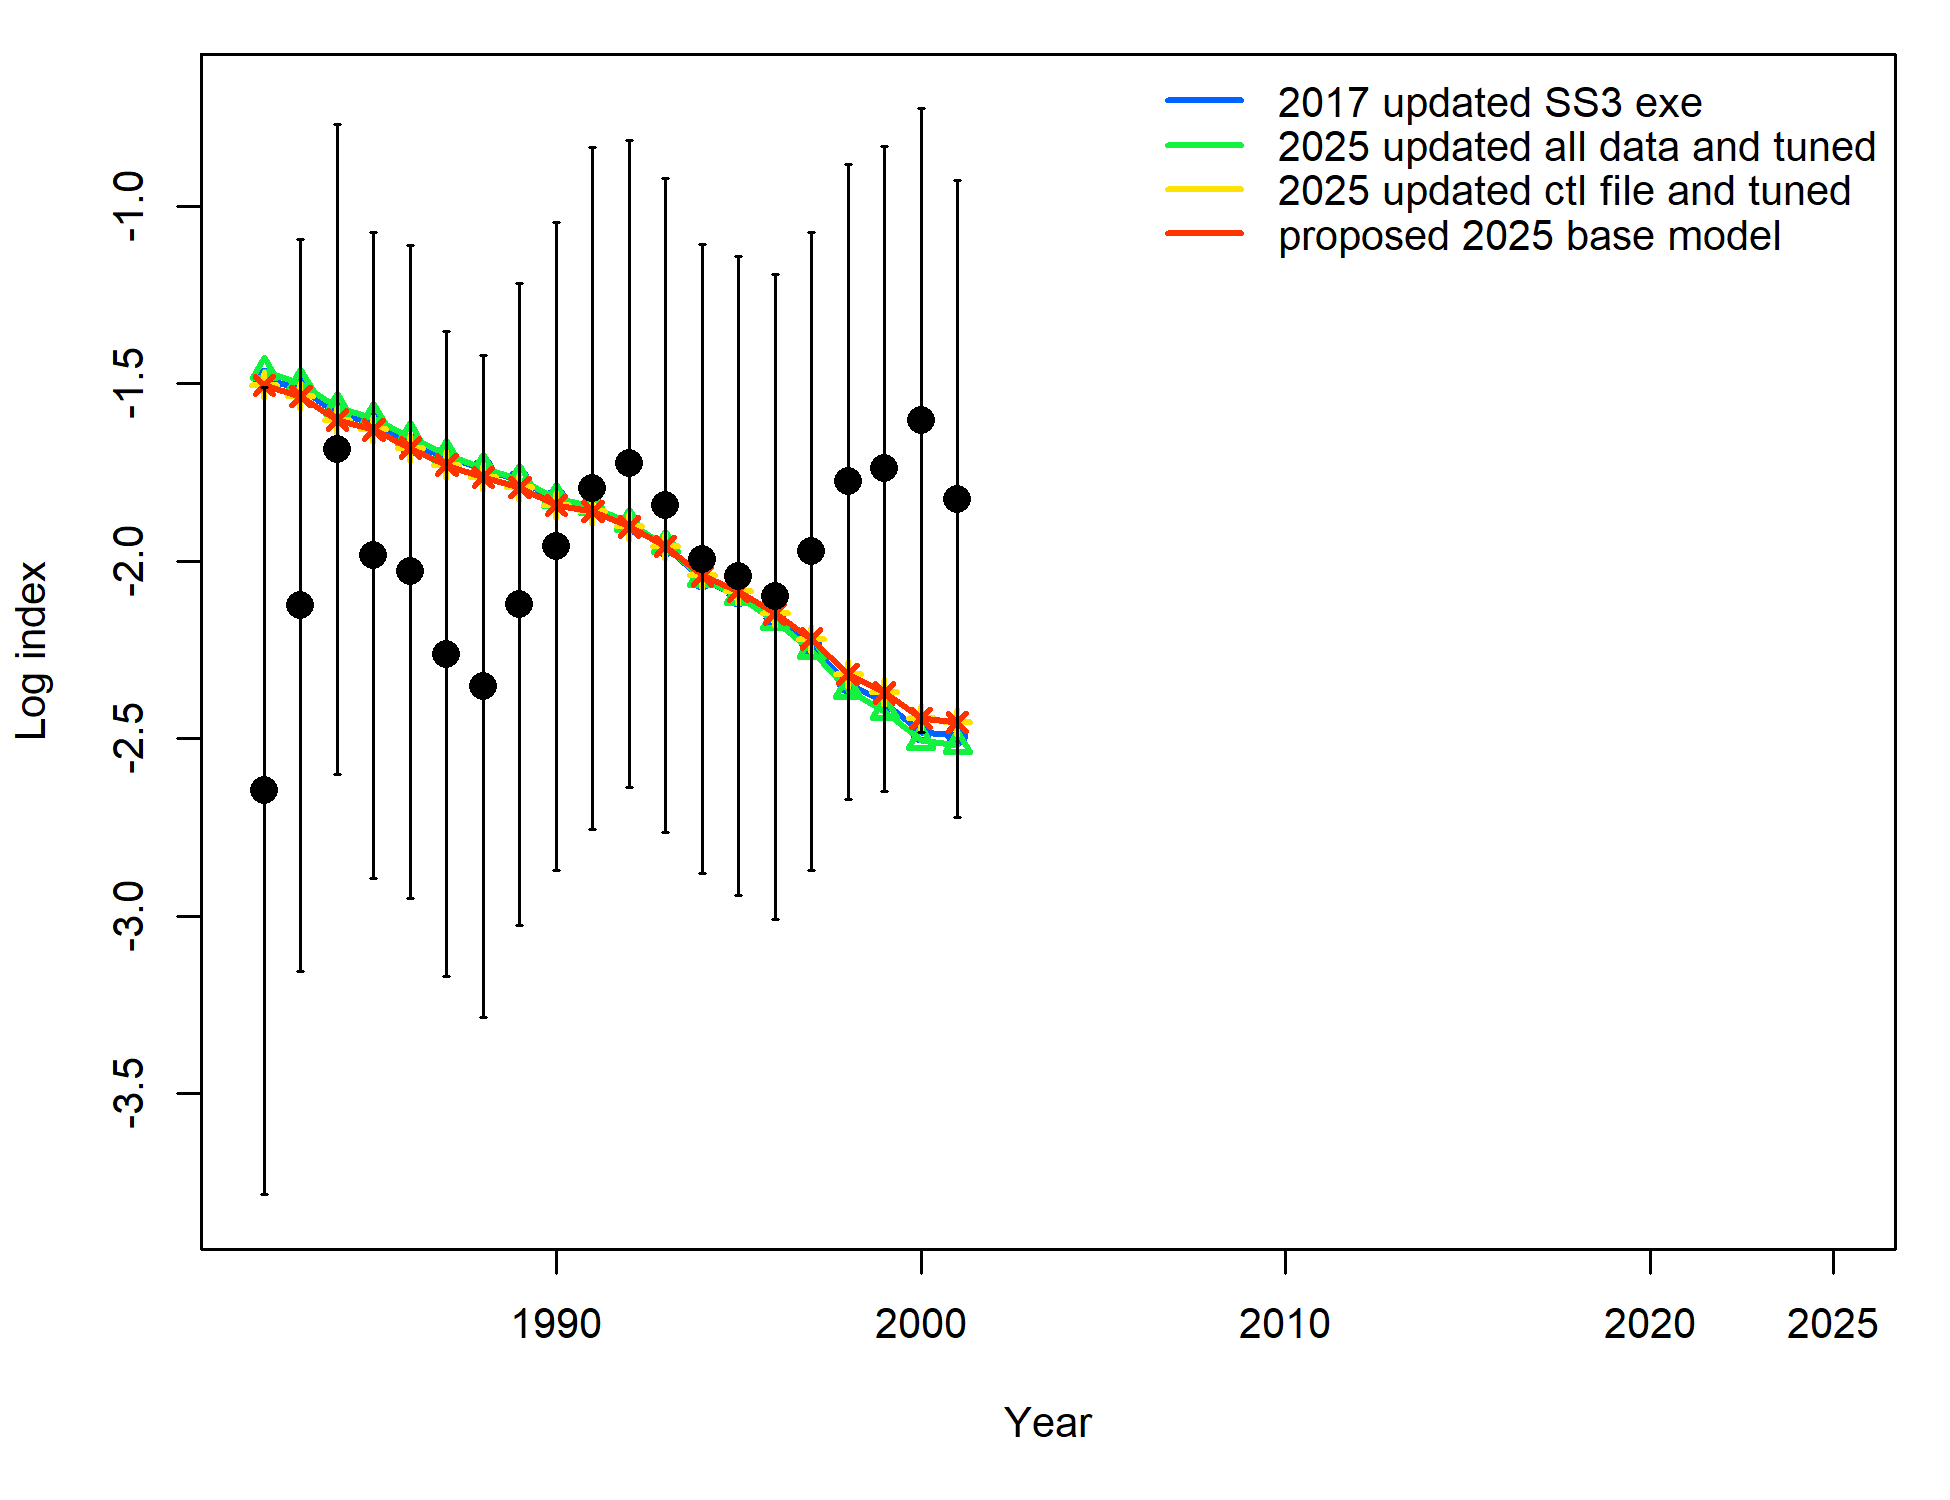 2017 updated SS3 exe
2025 updated all data and tuned
2025 updated ctl file and tuned
proposed 2025 base model
-1.0
-1.5
-2.0
-2.5
-3.0
-3.5
Log index
1990 2000 2010 2020 2025
Year